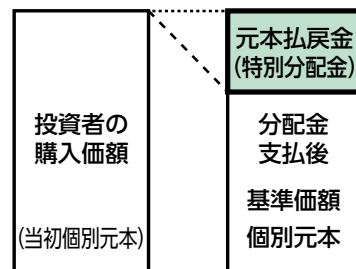 元本払戻金
(特別分配金)
投資者の
購入価額
(当初個別元本)
分配金
支払後
基準価額
個別元本